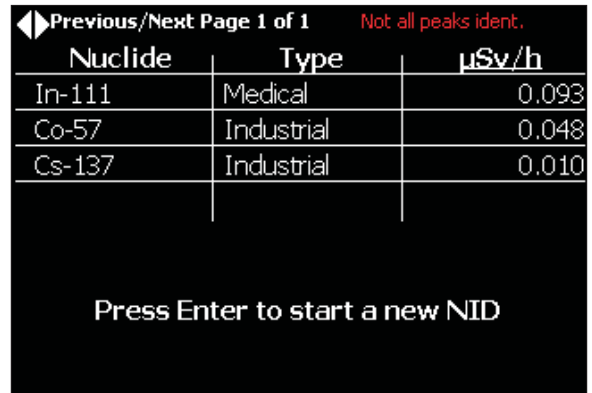 Previous/Next Page 1 of 1 Not all peaks ident.
Nuclide Type µSv/h
In-111 Medical 0.093
Co-57 Industrial 0.048
Cs-137 Industrial 0.010
Press Enter to start a new NID